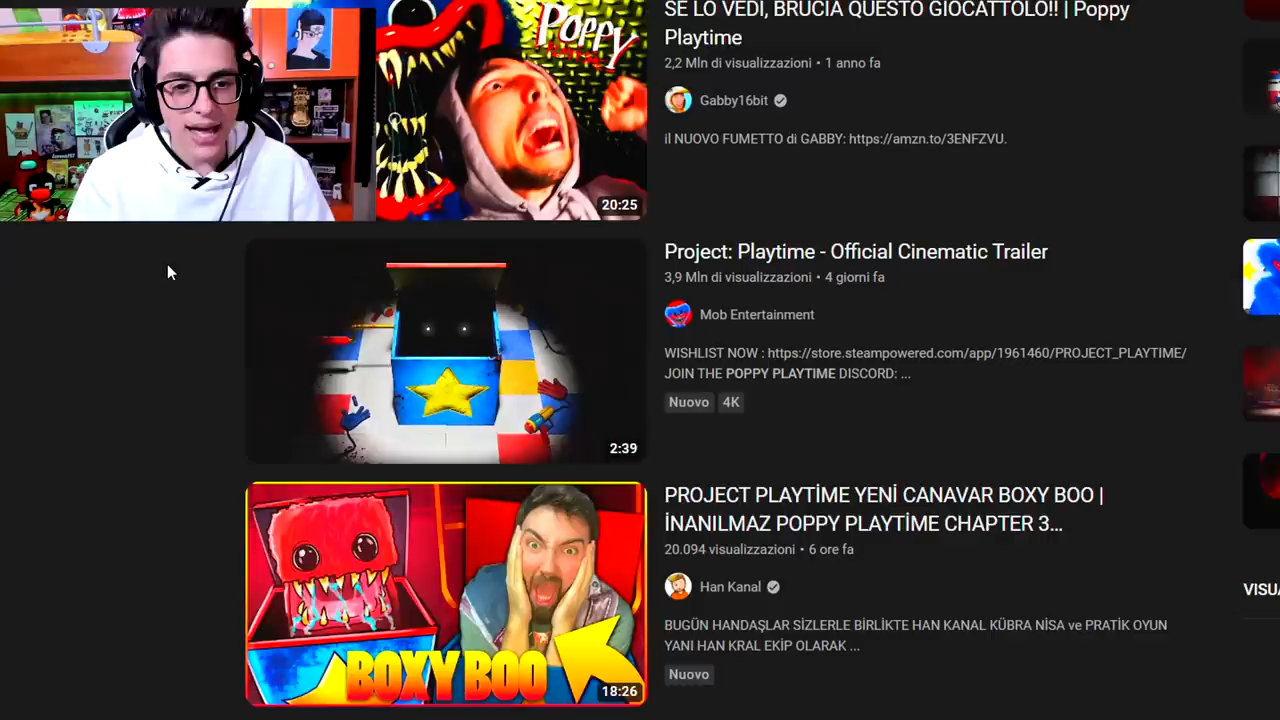 POPPY
SE LO VEDI, BRUCIA QUESTO GIOCATTOLO!! | Poppy
Playtime
2,2 Mln di visualizzazioni • 1 anno fa
Gabby16bit
il NUOVO FUMETTO di GABBY: https://amzn.to/3ENFZVU.
20:25
Project: Playtime - Official Cinematic Trailer
3,9 Mln di visualizzazioni • 4 giorni fa
Mob Entertainment
WISHLIST NOW : https://store.steampowered.com/app/1961460/PROJECT_PLAYTIME/
JOIN THE POPPY PLAYTIME DISCORD: ...
Nuovo 4K
2:39
PROJECT PLAYTİME YENİ CANAVAR BOXY BOO |
İNANILMAZ POPPY PLAYTİME CHAPTER 3...
20.094 visualizzazioni • 6 ore fa
Han Kanal
VISUA
BUGÜN HANDAŞLAR SİZLERLE BİRLİKTE HAN KANAL KÜBRA NİSA ve PRATİK OYUN
YANI HAN KRAL EKİP OLARAK ...
Nuovo
BOXY BOO
18:26